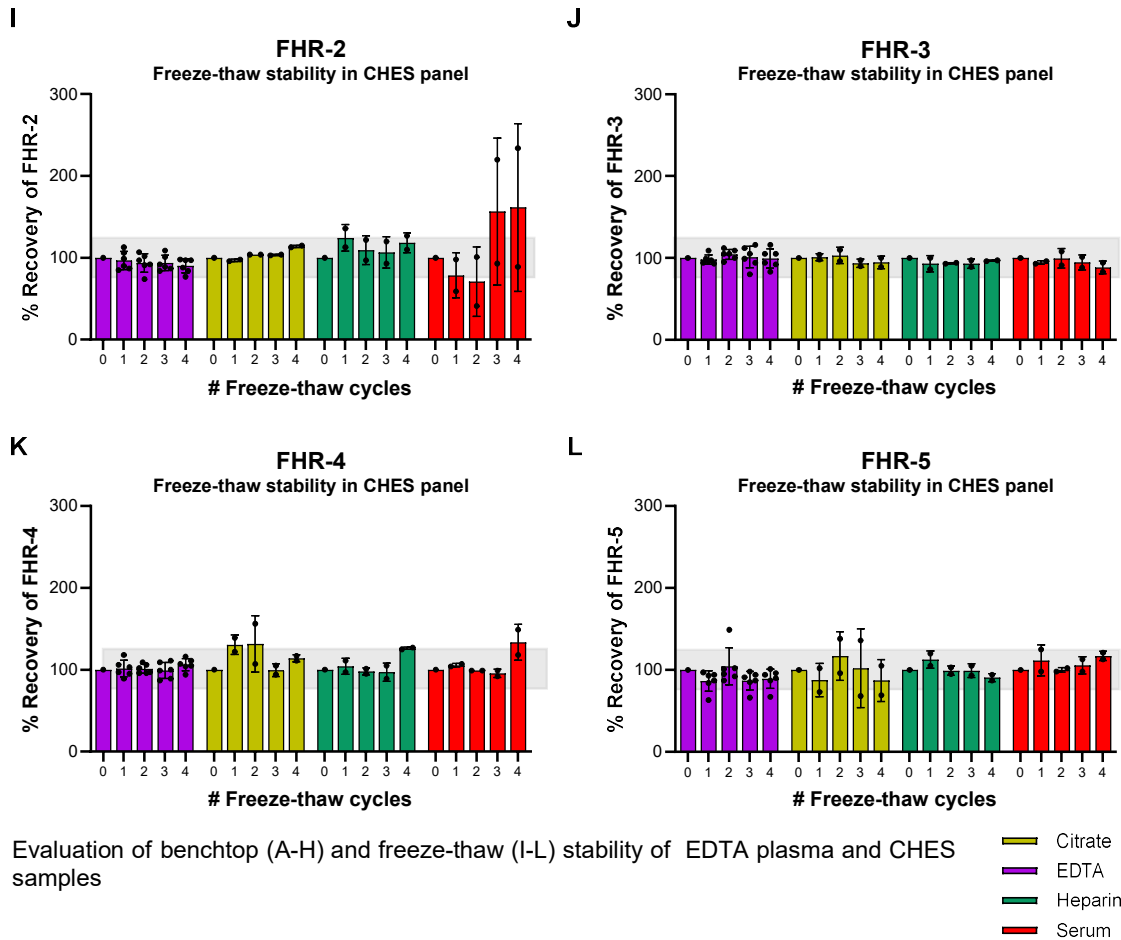 I
FHR-2
Freeze-thaw stability in CHES panel
% Recovery of FHR-2
300
200
100
0
0 1 2 3 4 0 1 2 3 4 0 1 2 3 4 0 1 2 3 4
# Freeze-thaw cycles
J
FHR-3
Freeze-thaw stability in CHES panel
% Recovery of FHR-3
300
200
100
0
0 1 2 3 4 0 1 2 3 4 0 1 2 3 4 0 1 2 3 4
# Freeze-thaw cycles
K
FHR-4
Freeze-thaw stability in CHES panel
% Recovery of FHR-4
300
200
100
0
0 1 2 3 4 0 1 2 3 4 0 1 2 3 4 0 1 2 3 4
# Freeze-thaw cycles
L
FHR-5
Freeze-thaw stability in CHES panel
% Recovery of FHR-5
300
200
100
0
0 1 2 3 4 0 1 2 3 4 0 1 2 3 4 0 1 2 3 4
# Freeze-thaw cycles
Evaluation of benchtop (A-H) and freeze-thaw (I-L) stability of EDTA plasma and CHES
samples
Citrate
EDTA
Heparin
Serum